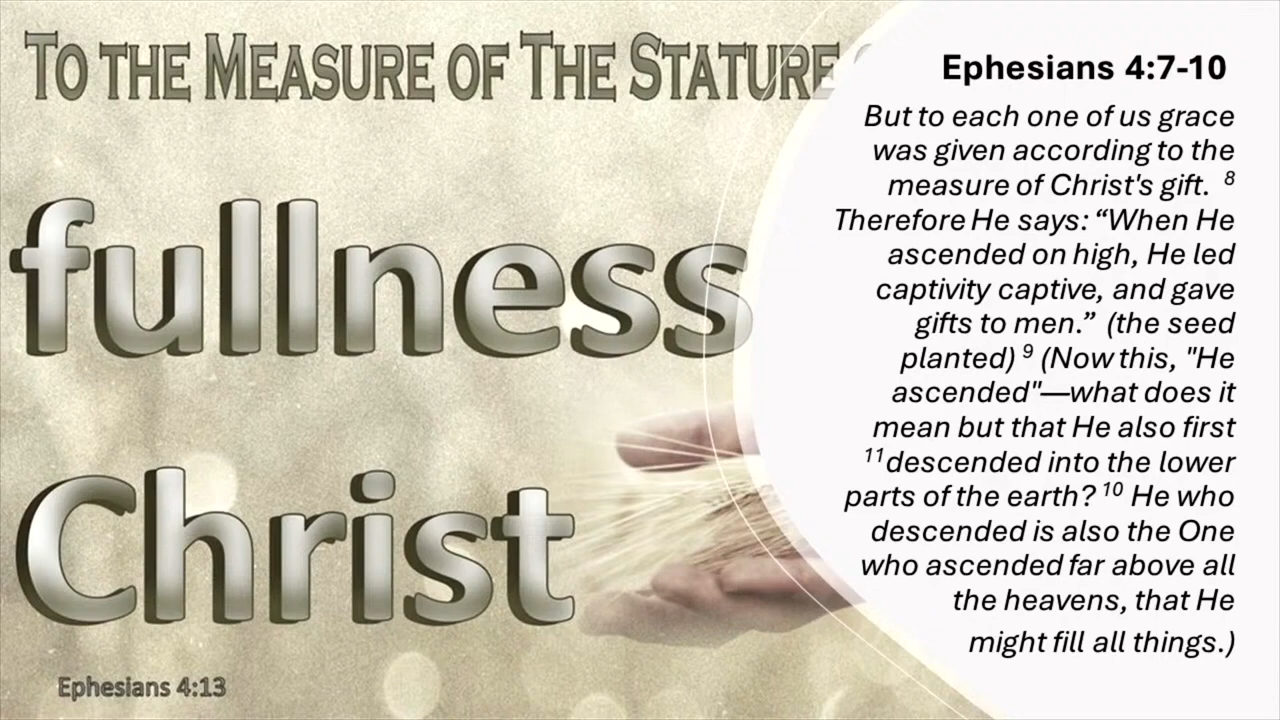 TO THE MEASURE OF THE STATURE
fullness
Christ
Ephesians 4:13
Ephesians 4:7-10
But to each one of us grace
was given according to the
measure of Christ's gift. 8
Therefore He says: “When He
ascended on high, He led
captivity captive, and gave
gifts to men.” (the seed
planted) 9 (Now this, "He
ascended"—what does it
mean but that He also first
11 descended into the lower
parts of the earth? 10 He who
descended is also the One
who ascended far above all
the heavens, that He
might fill all things.)